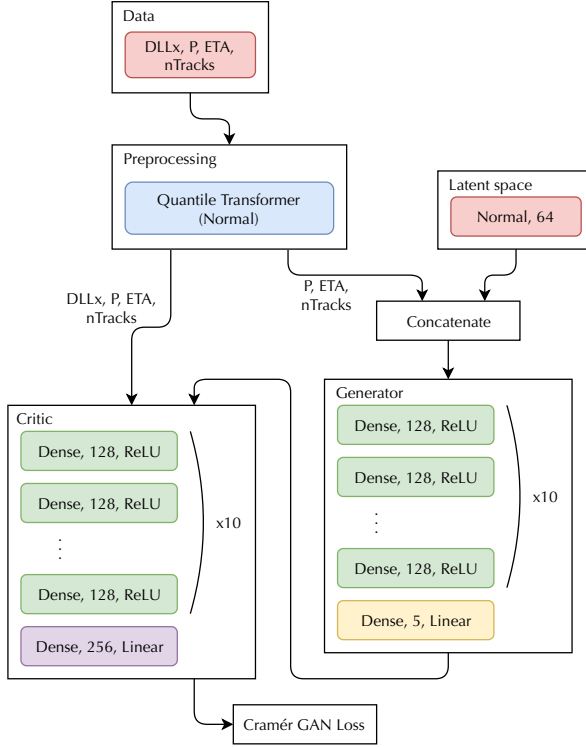 Data
DLLx, P, ETA,
nTracks
Preprocessing
Quantile Transformer
(Normal)
Latent space
Normal, 64
DLLx, P, ETA,
nTracks
P, ETA,
nTracks
Concatenate
Critic
Dense, 128, ReLU
Dense, 128, ReLU
Dense, 128, ReLU
x10
Dense, 256, Linear
Generator
Dense, 128, ReLU
Dense, 128, ReLU
Dense, 128, ReLU
x10
Dense, 5, Linear
Cramér GAN Loss